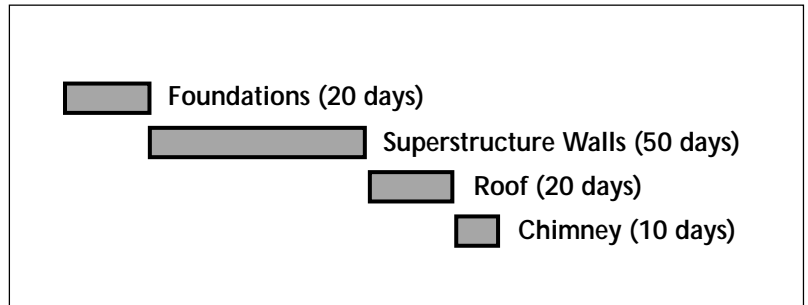 Foundations (20 days)
Superstructure Walls (50 days)
Roof (20 days)
Chimney (10 days)